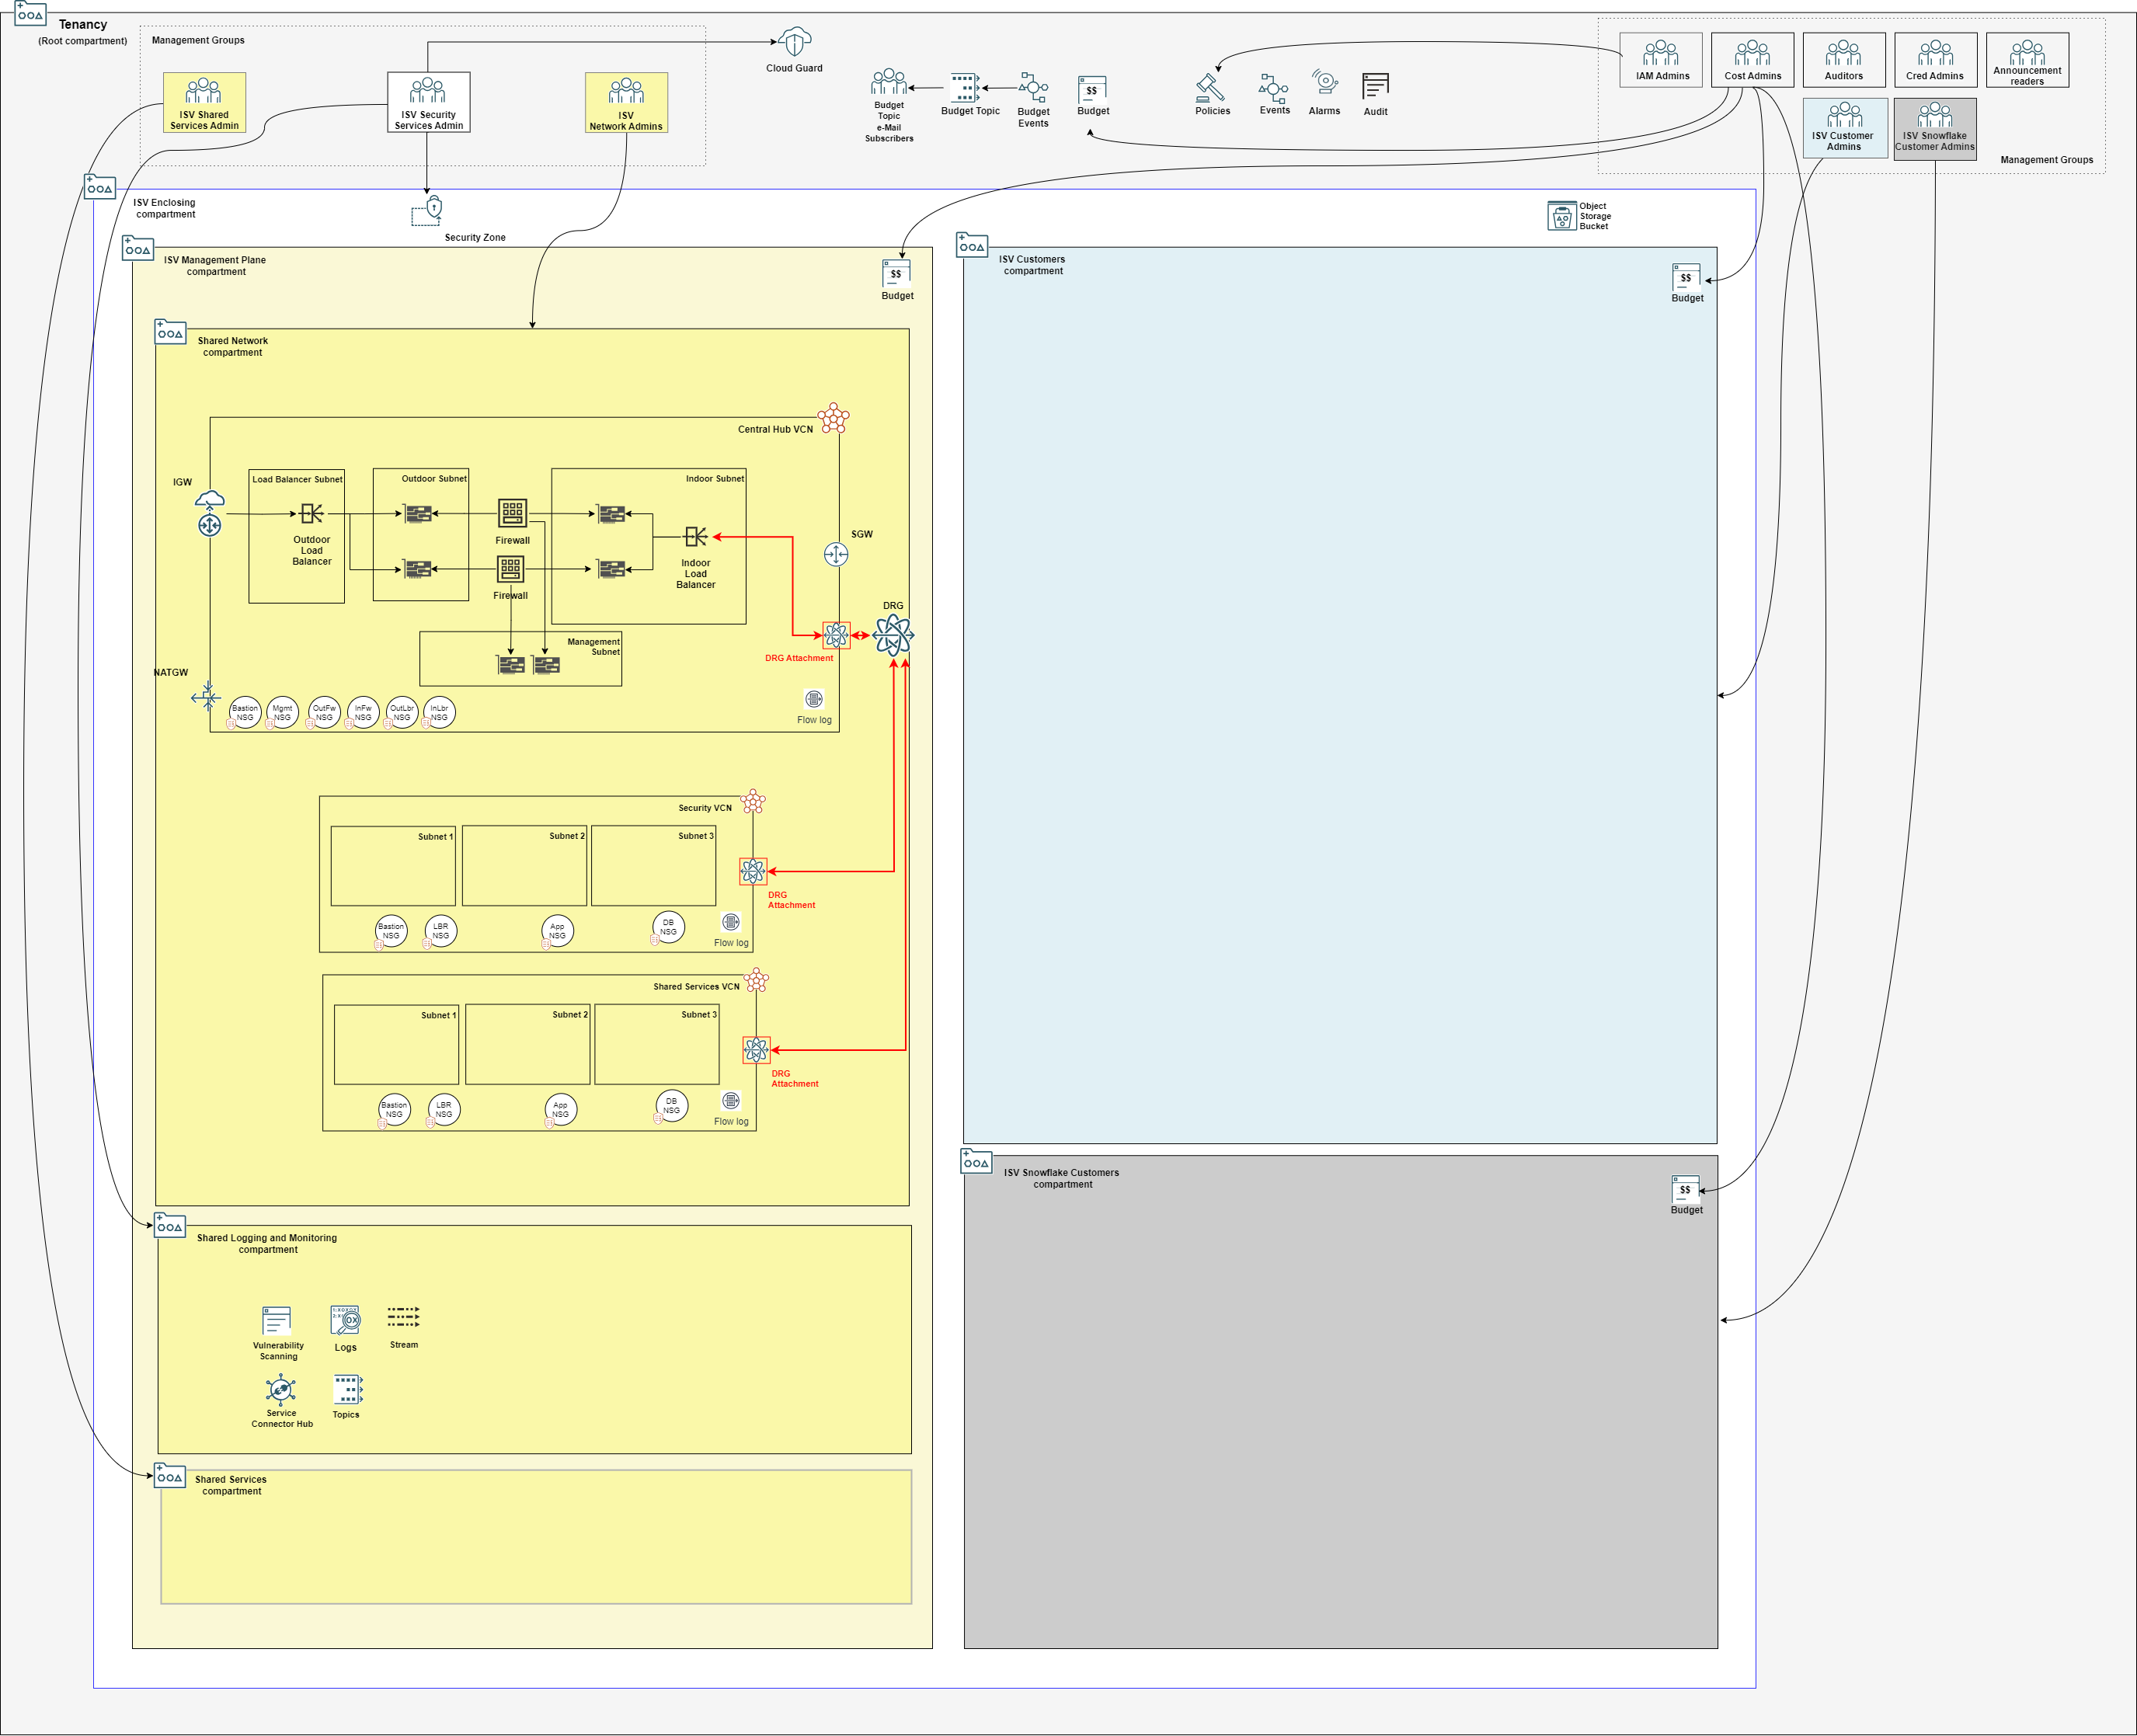 Tenancy
(Root compartment)
Management Groups
ISV Shared
Services Admin
ISV Security
Services Admin
ISV
Network Admins
Cloud Guard
Budget
Topic
e-Mail
Subscribers
Budget Topic
Budget
Events
$$
Budget
Policies
Events
Alarms
Audit
IAM Admins
Cost Admins
Auditors
Cred Admins
Announcement
readers
ISV Customer
Admins
ISV Snowflake
Customer Admins
Management Groups
ISV Enclosing
compartment
Security Zone
Object
Storage
Bucket
ISV Management Plane
compartment
$$
Budget
Shared Network
compartment
Central Hub VCN
IGW
Load Balancer Subnet
Outdoor
Load
Balancer
Outdoor Subnet
Firewall
Firewall
Indoor Subnet
Indoor
Load
Balancer
SGW
DRG
DRG Attachment
Management
Subnet
NATGW
Bastion
NSG
Mgmt
NSG
OutFw
NSG
InFw
NSG
OutLbr
NSG
InLbr
NSG
Flow log
Security VCN
Subnet 1
Subnet 2
Subnet 3
DRG
Attachment
Bastion
NSG
LBR
NSG
App
NSG
DB
NSG
Flow log
Shared Services VCN
Subnet 1
Subnet 2
Subnet 3
DRG
Attachment
Bastion
NSG
LBR
NSG
App
NSG
DB
NSG
Flow log
Shared Logging and Monitoring
compartment
Vulnerability
Scanning
Logs
Stream
Service
Connector Hub
Topics
Shared Services
compartment
ISV Customers
compartment
$$
Budget
ISV Snowflake Customers
compartment
$$
Budget